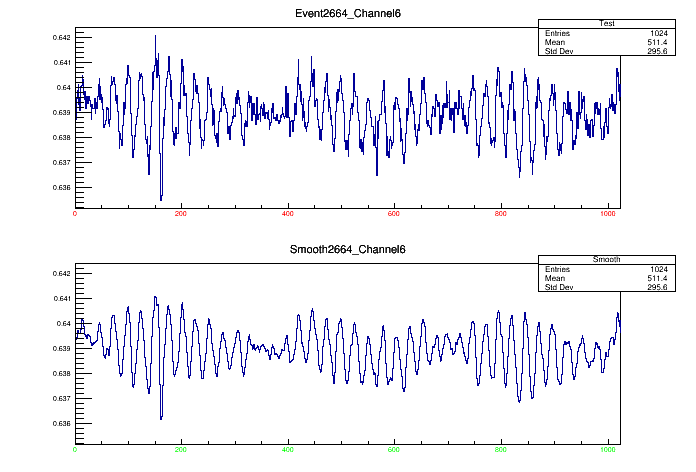 Event2664_Channel6
Test
Entries 1024
Mean 511.4
Std Dev 295.6
0.642
0.641
0.64
0.639
0.638
0.637
0.636
0 200 400 600 800 1000
Smooth2664_Channel6
Smooth
Entries 1024
Mean 511.4
Std Dev 295.6
0.642
0.641
0.64
0.639
0.638
0.637
0.636
0 200 400 600 800 1000